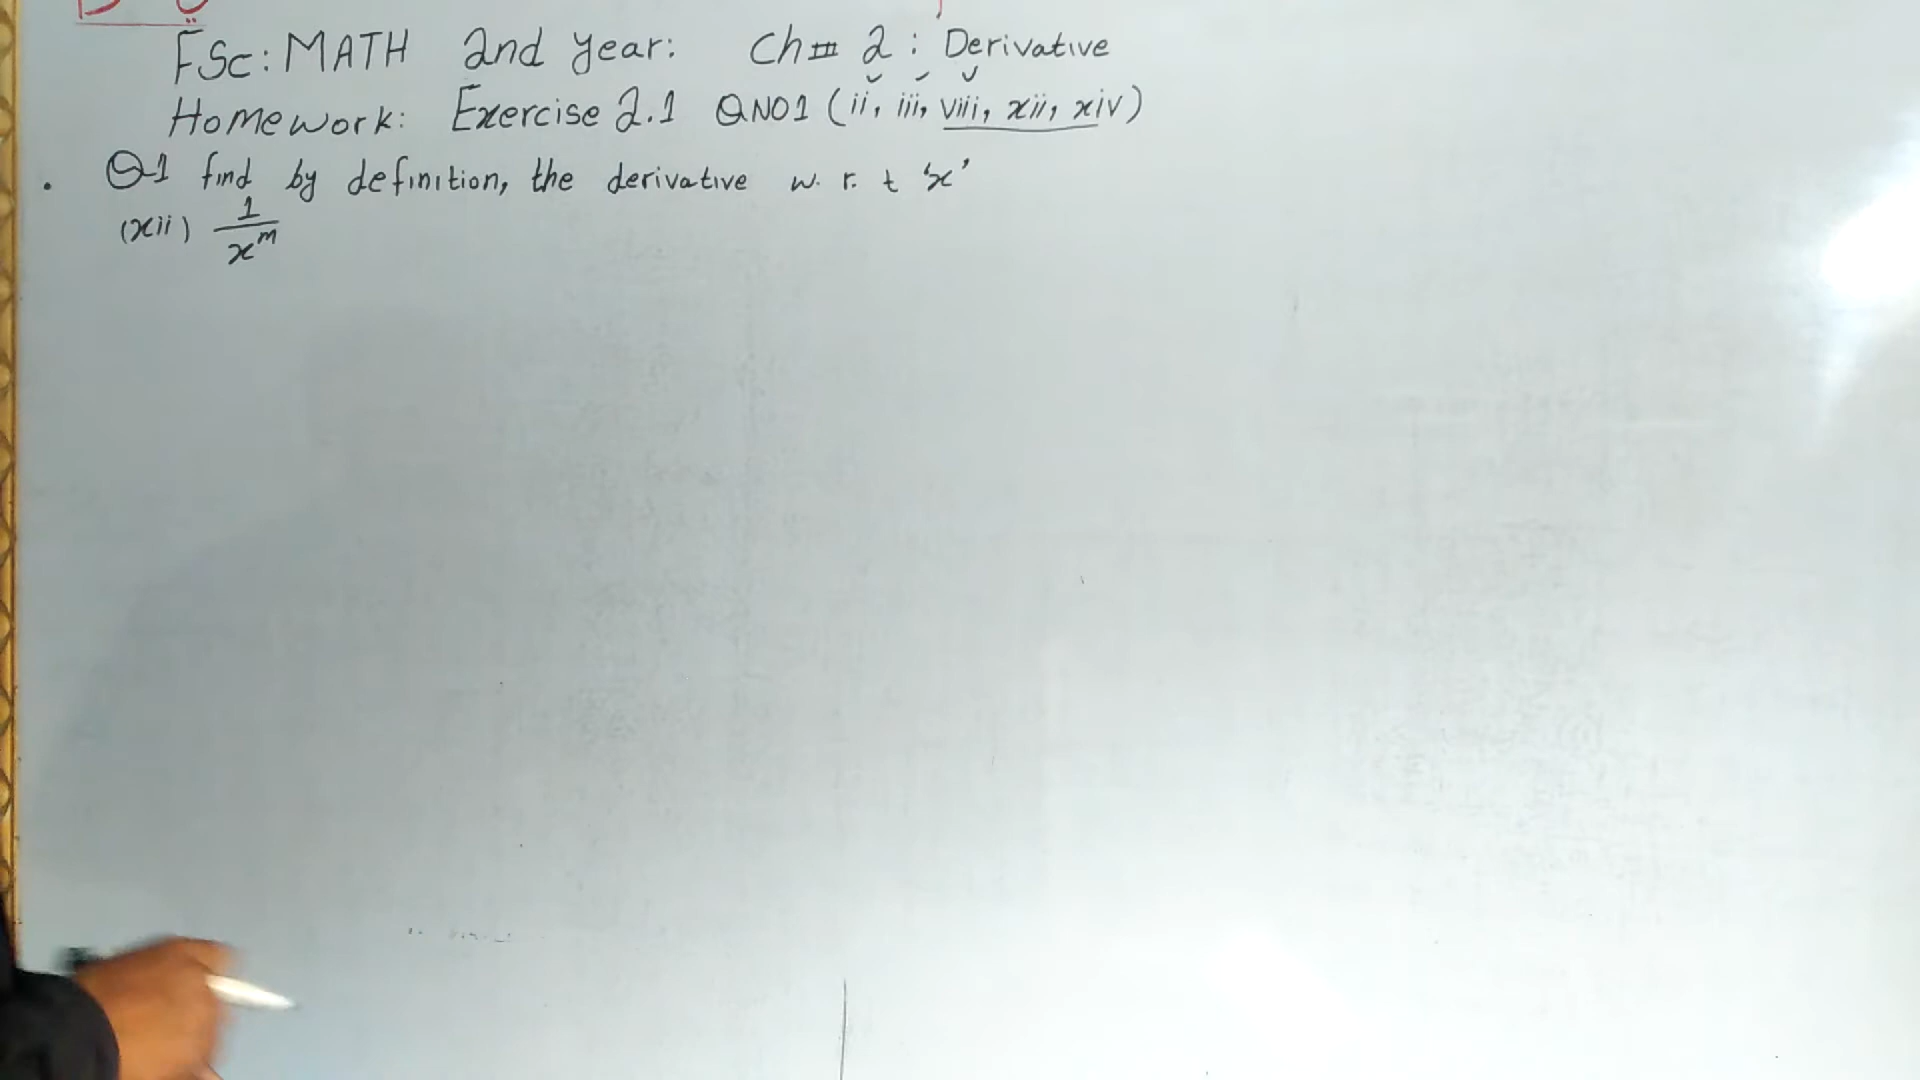 FSc: MATH 2nd year: Ch# 2: Derivative
Homework: Exercise 2.1 QNO1 (ii, iii, viii, xii, xiv)
Q1 find by definition, the derivative w. r. t 'x'
(xii) 1/x^m